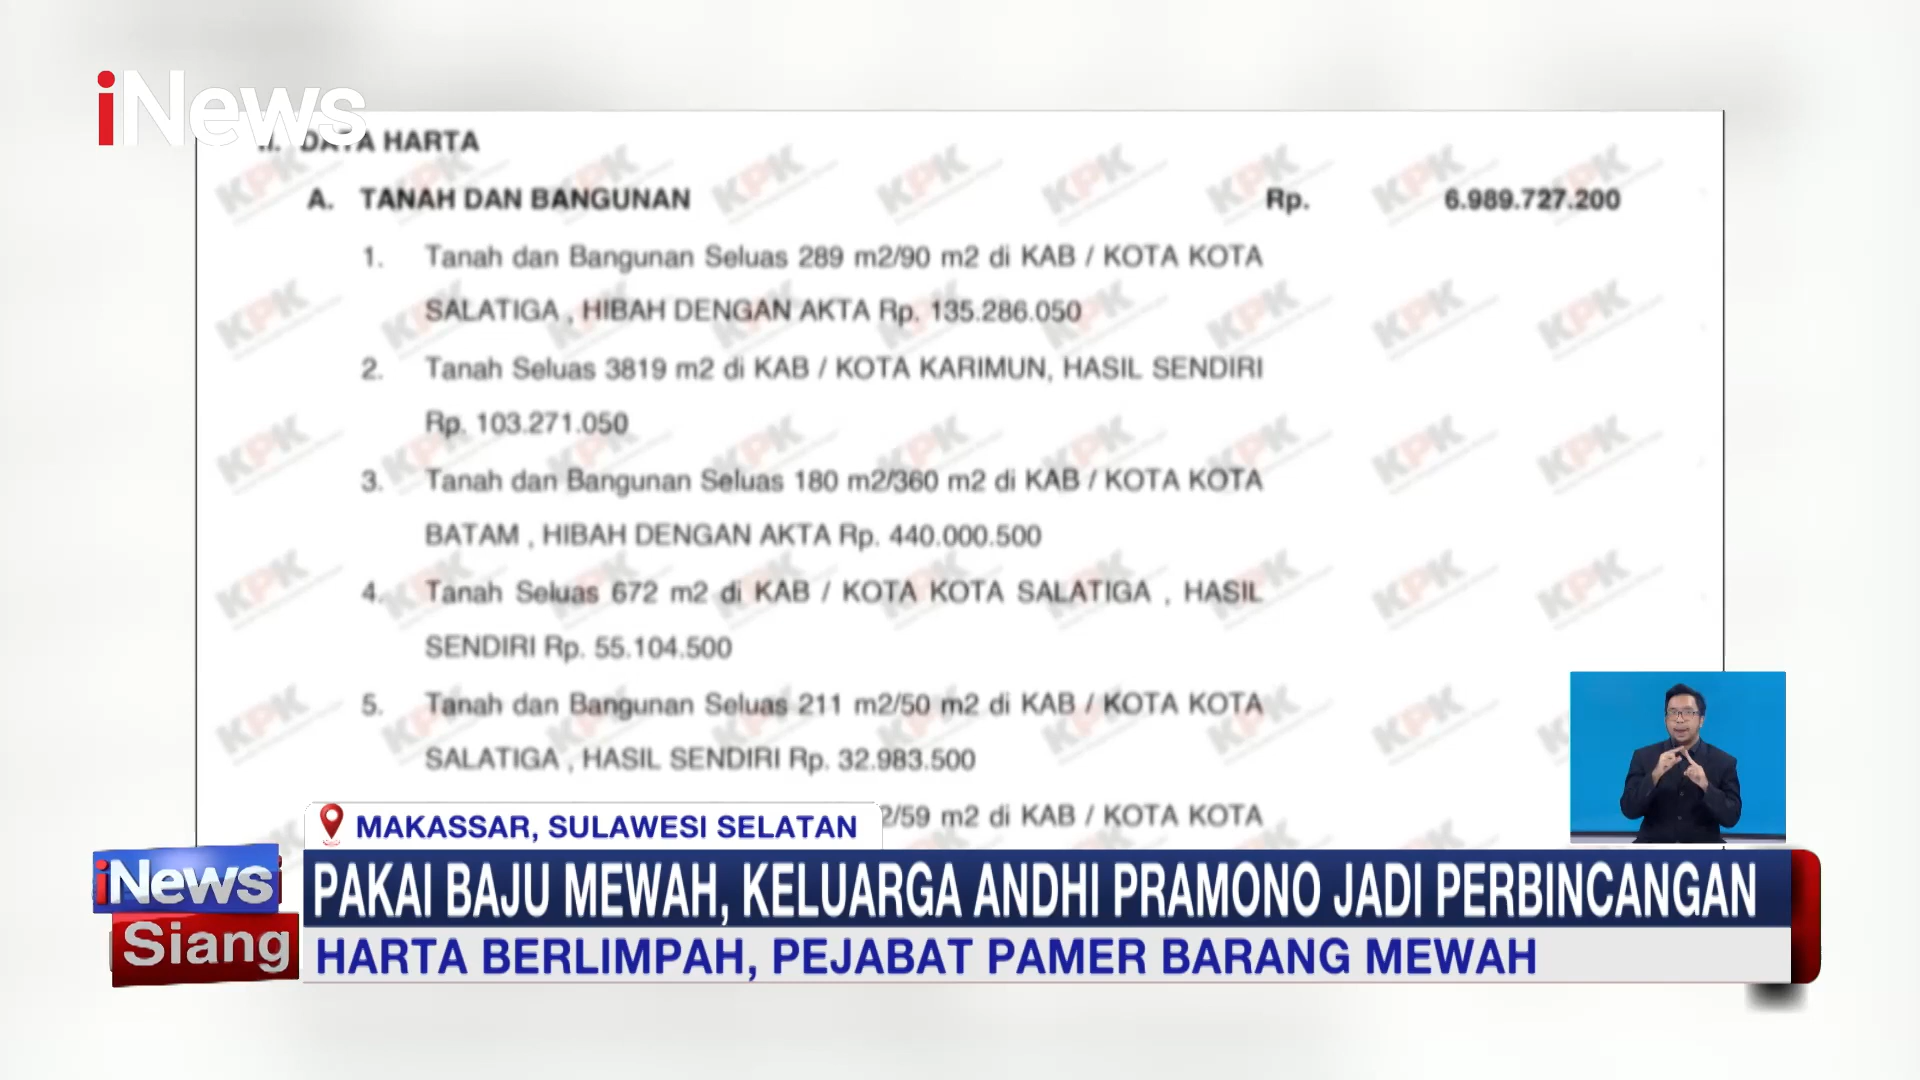 iNews
II. DATA HARTA
A. TANAH DAN BANGUNAN Rp. 6.989.727.200
1. Tanah dan Bangunan Seluas 289 m2/90 m2 di KAB / KOTA KOTA
SALATIGA , HIBAH DENGAN AKTA Rp. 135.286.050
2. Tanah Seluas 3819 m2 di KAB / KOTA KARIMUN, HASIL SENDIRI
Rp. 103.271.050
3. Tanah dan Bangunan Seluas 180 m2/360 m2 di KAB / KOTA KOTA
BATAM , HIBAH DENGAN AKTA Rp. 440.000.500
4. Tanah Seluas 672 m2 di KAB / KOTA KOTA SALATIGA , HASIL
SENDIRI Rp. 55.104.500
5. Tanah dan Bangunan Seluas 211 m2/50 m2 di KAB / KOTA KOTA
SALATIGA , HASIL SENDIRI Rp. 32.983.500
2/59 m2 di KAB / KOTA KOTA
MAKASSAR, SULAWESI SELATAN
iNews
Siang
PAKAI BAJU MEWAH, KELUARGA ANDHI PRAMONO JADI PERBINCANGAN
HARTA BERLIMPAH, PEJABAT PAMER BARANG MEWAH